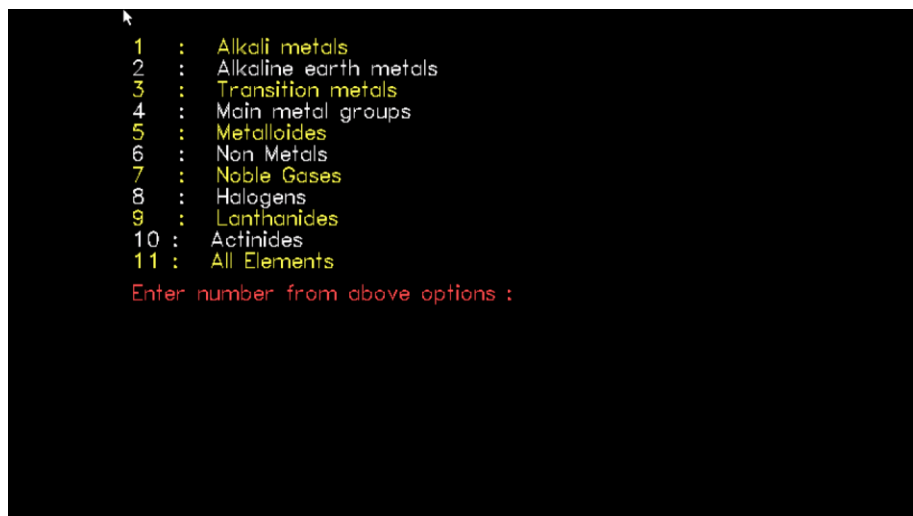 1 : Alkali metals
2 : Alkaline earth metals
3 : Transition metals
4 : Main metal groups
5 : Metalloides
6 : Non Metals
7 : Noble Gases
8 : Halogens
9 : Lanthanides
10 : Actinides
11 : All Elements
Enter number from above options :